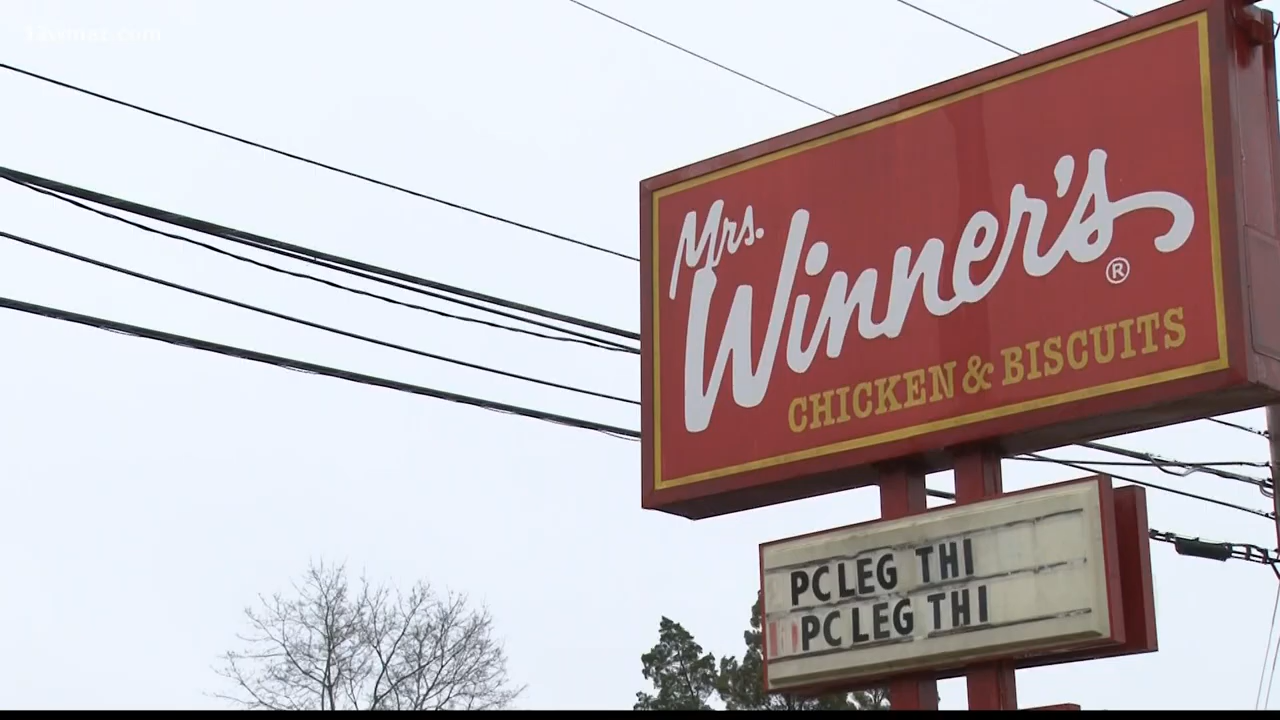 Mrs.
Winner's
®
CHICKEN & BISCUITS
PC LEG THI
PC LEG THI